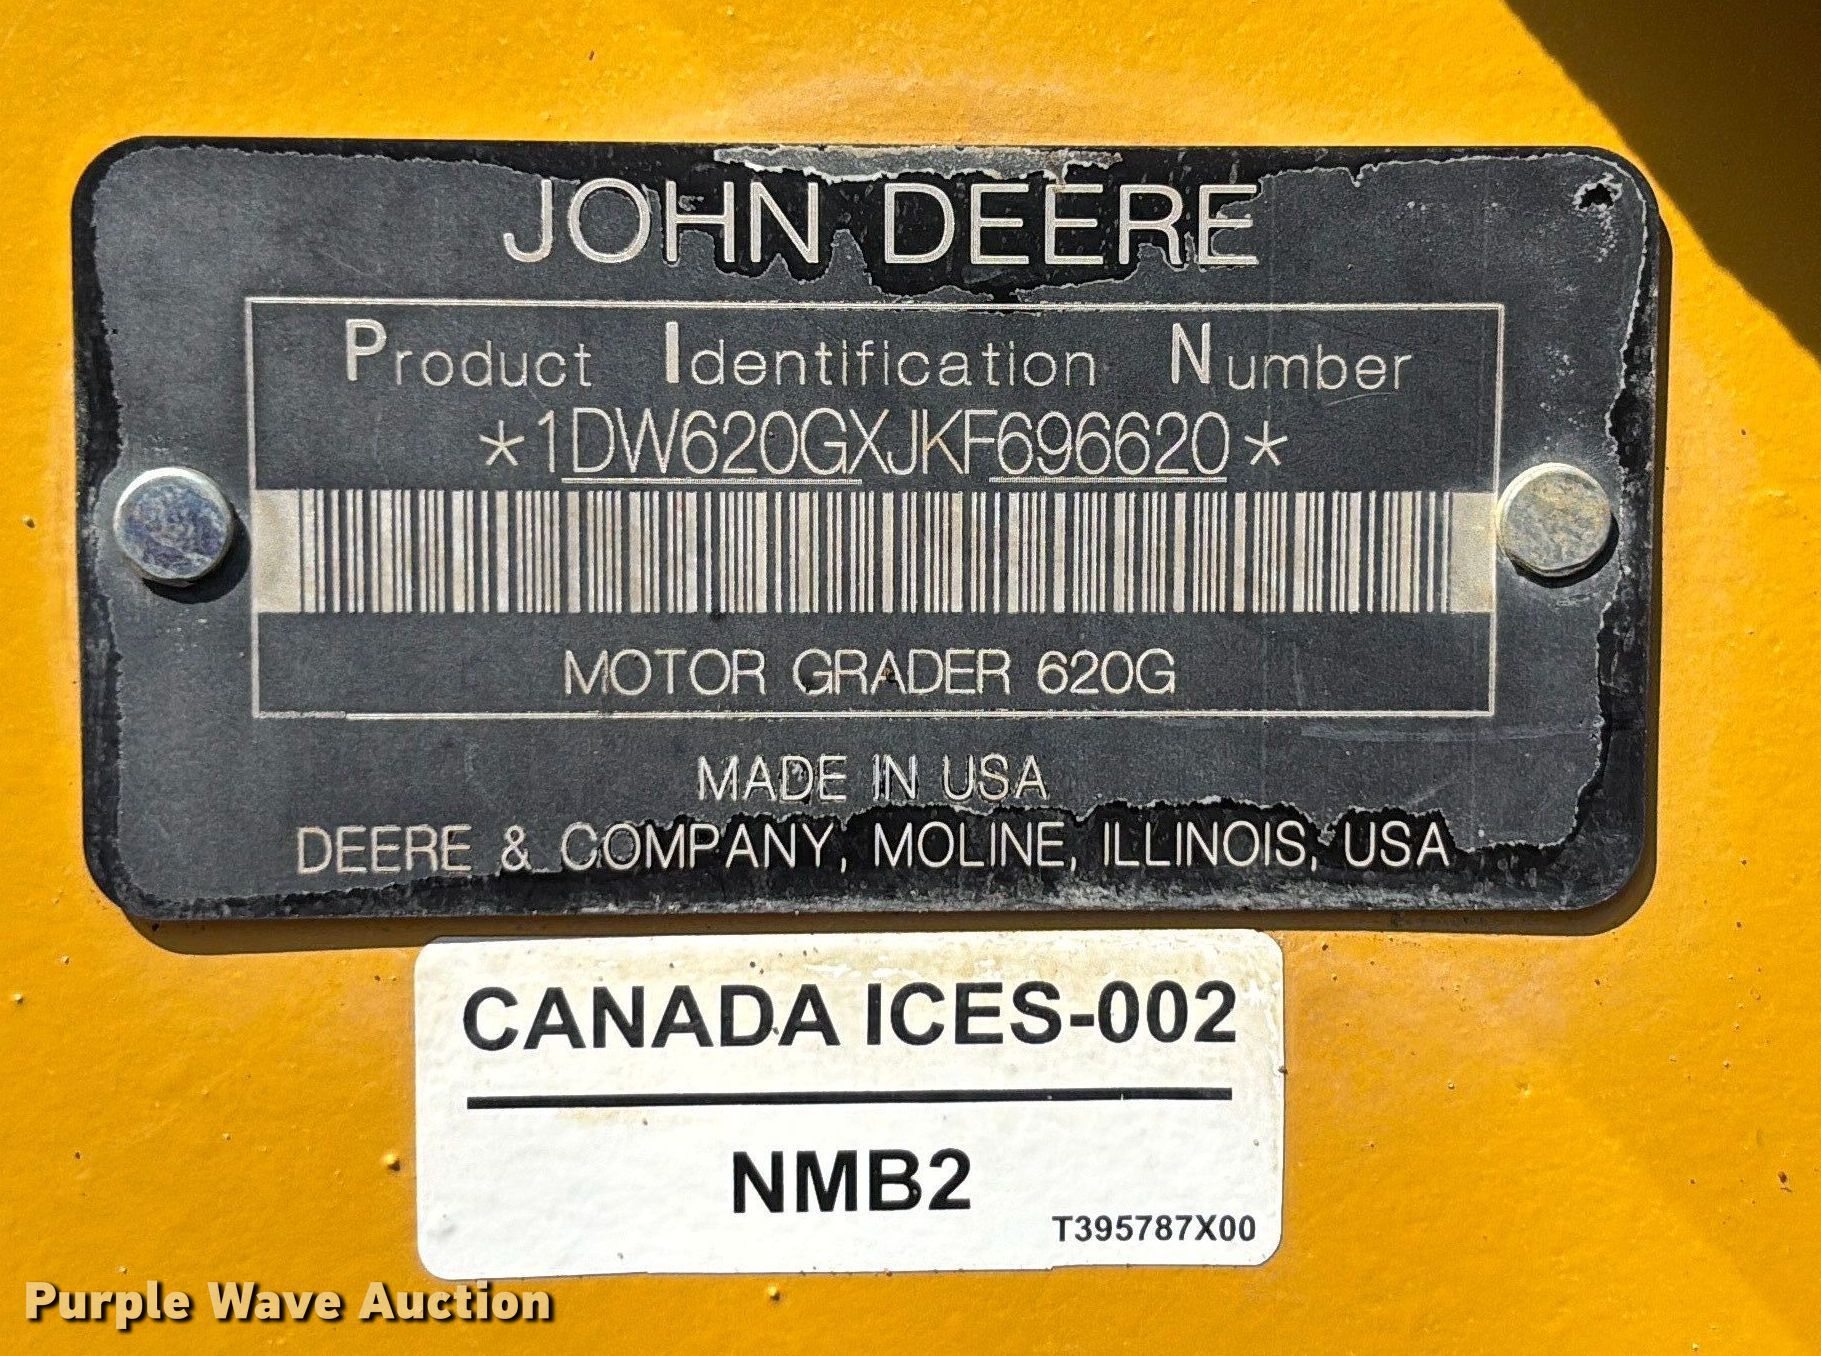 JOHN DEERE
Product Identification Number
*1DW620GXJKF696620*
MOTOR GRADER 620G
MADE IN USA
DEERE & COMPANY, MOLINE, ILLINOIS, USA
CANADA ICES-002
NMB2
T395787X00
Purple Wave Auction